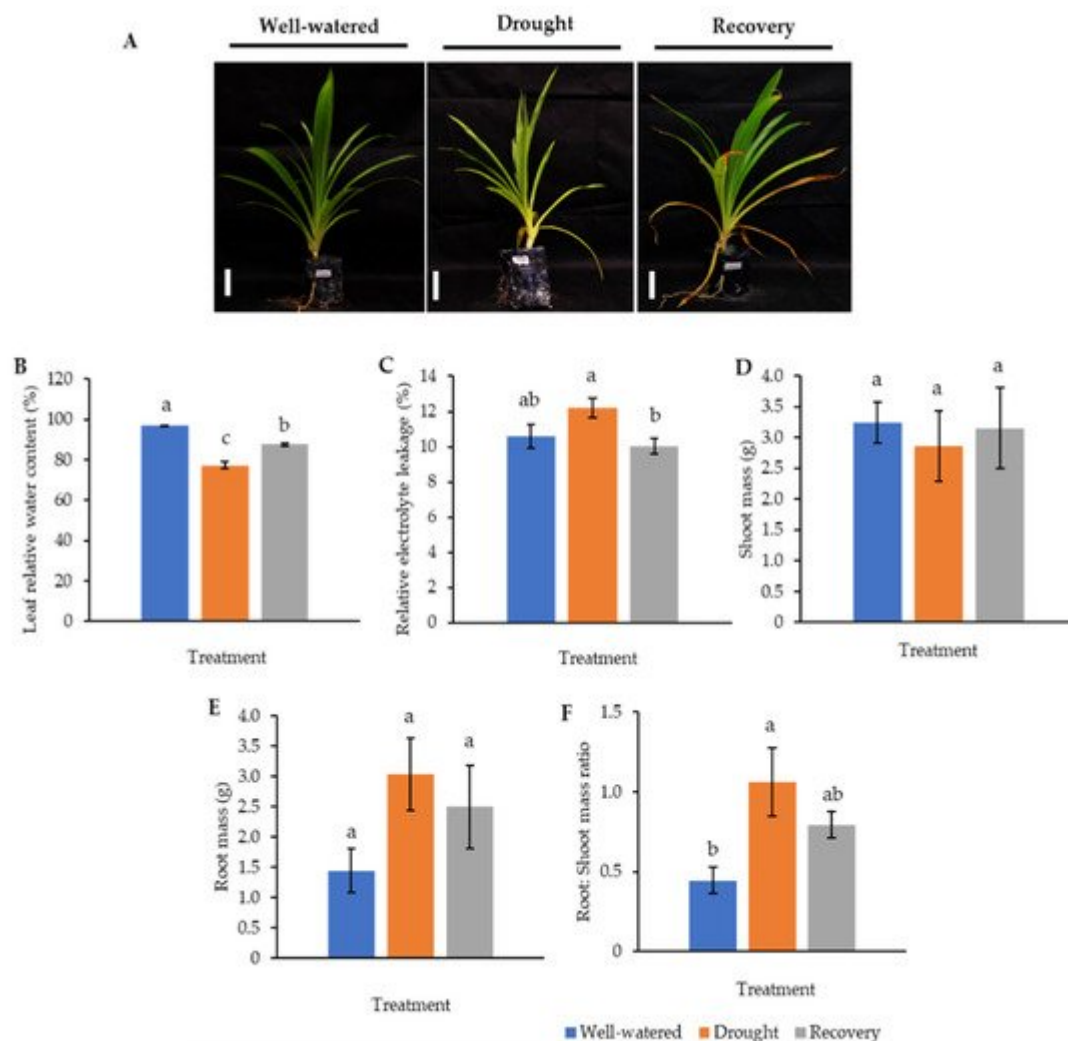 A
Well-watered
Drought
Recovery
B
Leaf relative water content (%)
120
100
80
60
40
20
0
a
c
b
Treatment
C
Relative electrolyte leakage (%)
14
12
10
8
6
4
2
0
ab
a
b
Treatment
D
Shoot mass (g)
4.0
3.5
3.0
2.5
2.0
1.5
1.0
0.5
0
a
a
a
Treatment
E
Root mass (g)
4.0
3.5
3.0
2.5
2.0
1.5
1.0
0.5
0
a
a
a
Treatment
F
Root: Shoot mass ratio
1.5
1.0
0.5
0
b
a
ab
Treatment
Well-watered
Drought
Recovery